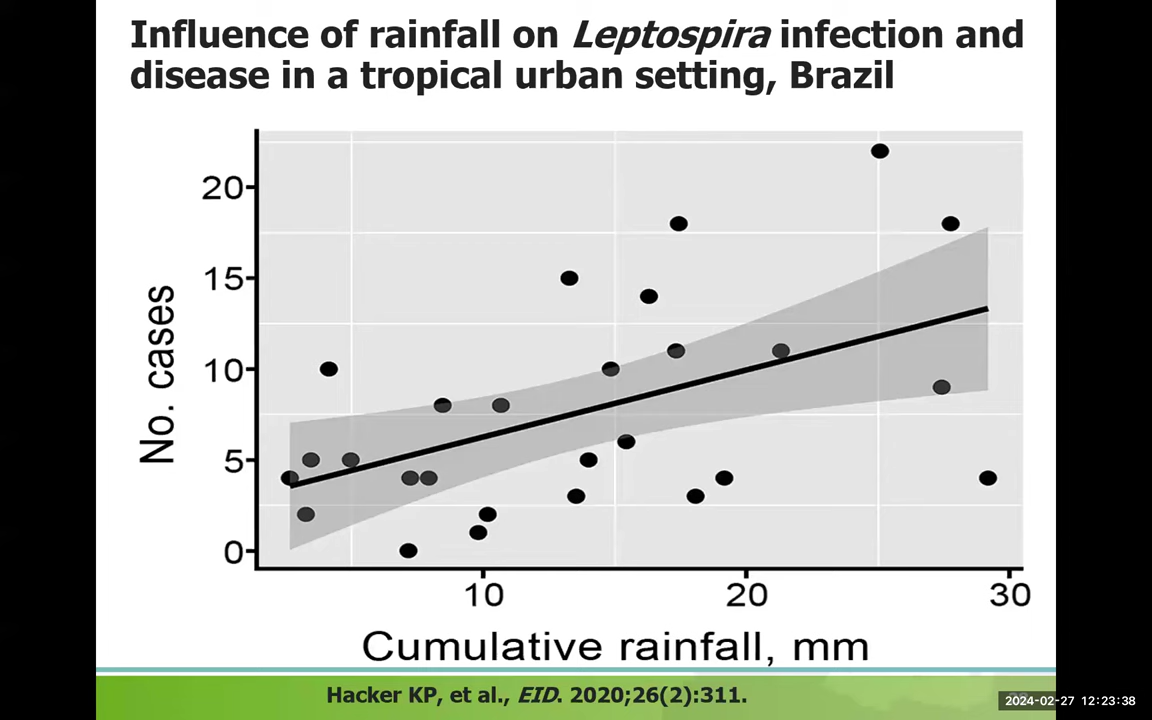 Influence of rainfall on Leptospira infection and
disease in a tropical urban setting, Brazil
20
15
10
5
0
No. cases
10 20 30
Cumulative rainfall, mm
Hacker KP, et al., EID. 2020;26(2):311.
2024-02-27 12:23:38